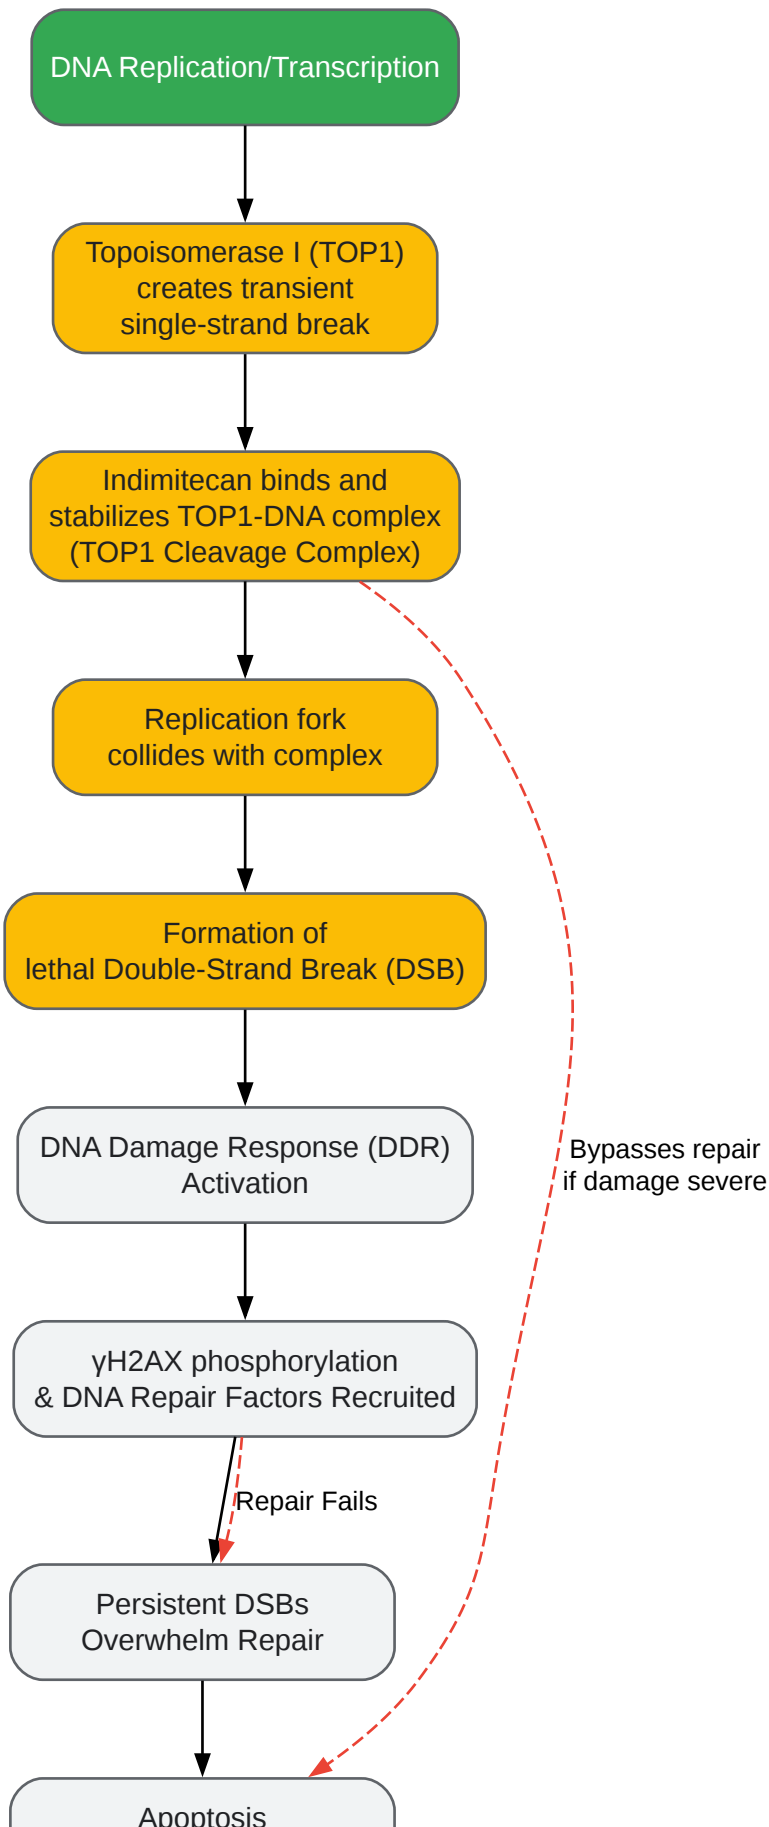 DNA Replication/Transcription
Topoisomerase I (TOP1)
creates transient
single-strand break
Indimitecan binds and
stabilizes TOP1-DNA complex
(TOP1 Cleavage Complex)
Replication fork
collides with complex
Formation of
lethal Double-Strand Break (DSB)
DNA Damage Response (DDR)
Activation
Bypasses repair
if damage severe
γH2AX phosphorylation
& DNA Repair Factors Recruited
Repair Fails
Persistent DSBs
Overwhelm Repair
Apoptosis